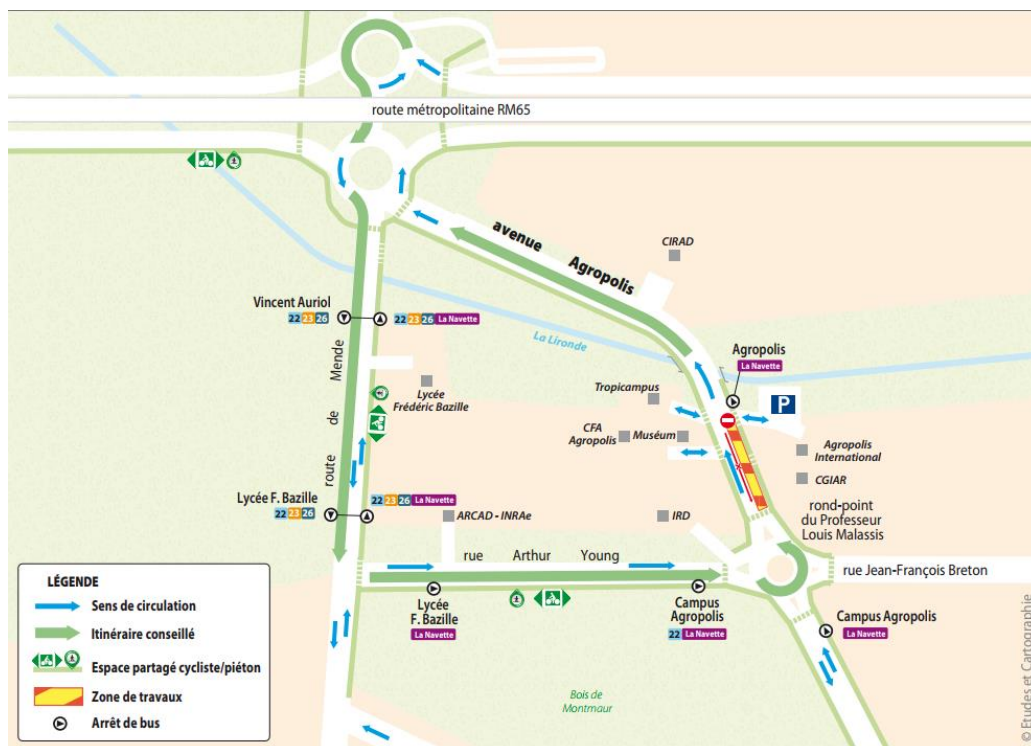 route métropolitaine RM65
avenue Agropolis
CIRAD
Vincent Auriol
22 23 26
22 23 26 La Navette
La Lironde
Agropolis
La Navette
route de Mende
Lycée
Frédéric Bazille
Tropicampus
P
CFA
Agropolis
Muséum
Agropolis
International
CGIAR
Lycée F. Bazille
22 23 26
22 23 26 La Navette
ARCAD - INRAe
IRD
rond-point
du Professeur
Louis Malassis
rue Arthur Young
rue Jean-François Breton
Lycée
F. Bazille
La Navette
Campus
Agropolis
22 La Navette
Campus Agropolis
La Navette
Bois de
Montmaur
LÉGENDE
Sens de circulation
Itinéraire conseillé
Espace partagé cycliste/piéton
Zone de travaux
Arrêt de bus
© Etudes et Cartographie